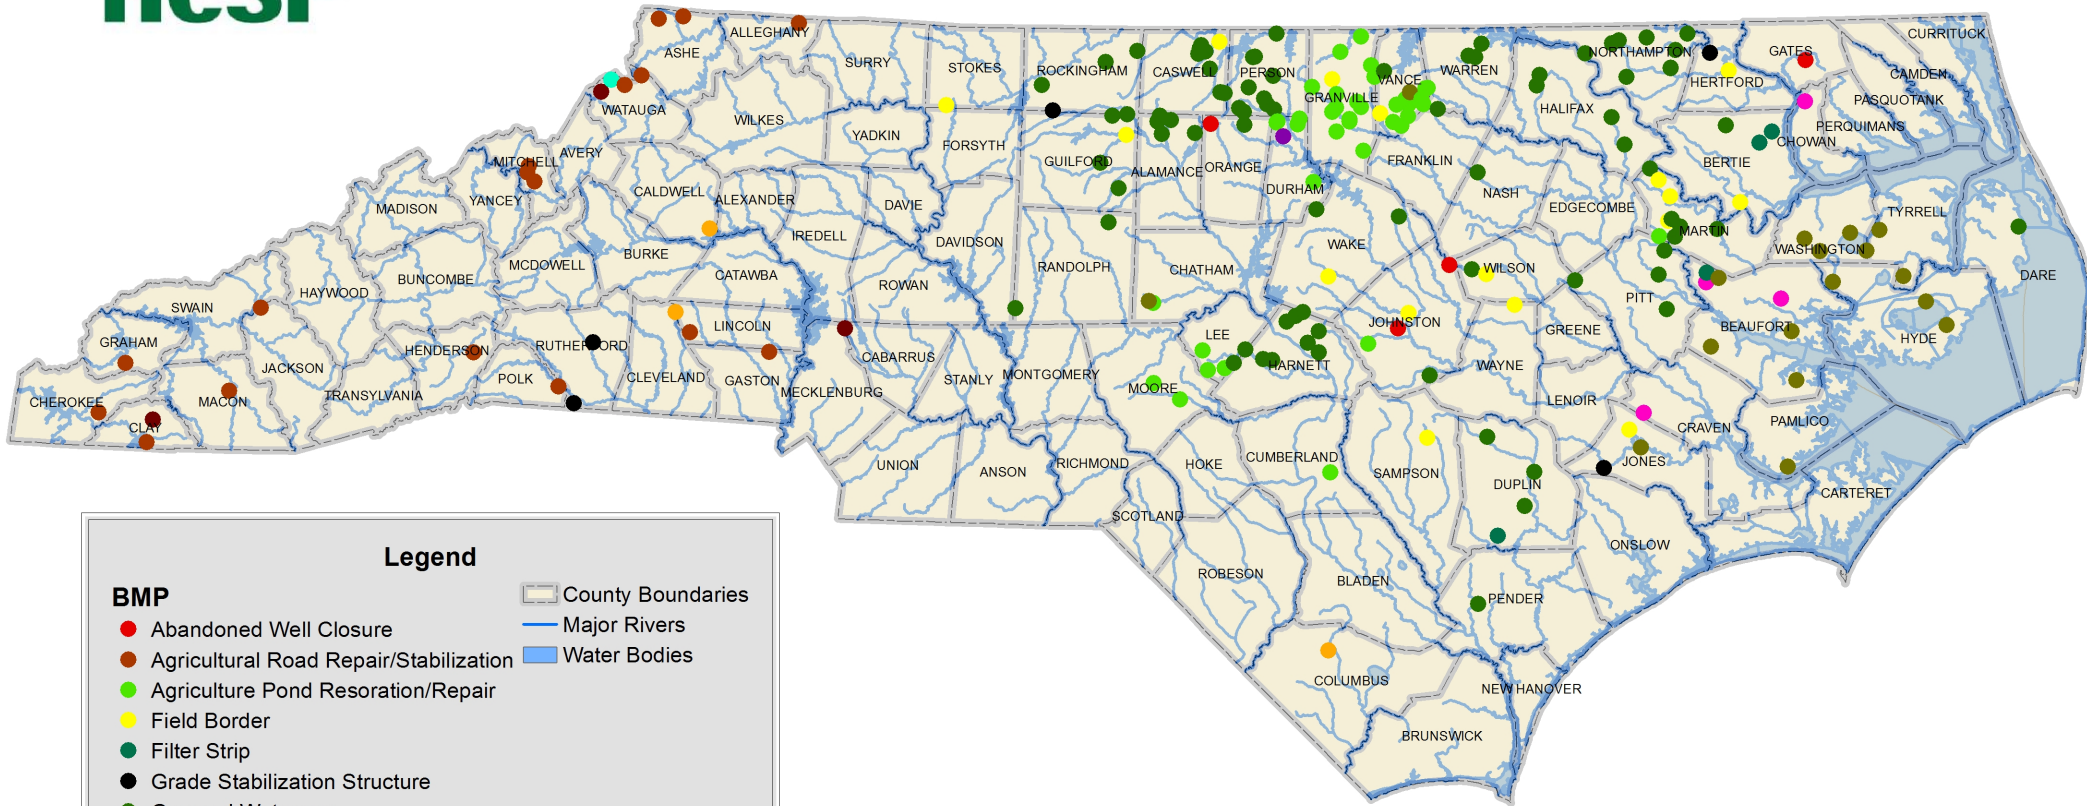 ncsr
ALLEGHANY
ASHE
SURRY
STOKES
ROCKINGHAM
CASWELL
PERSON
GRANVILLE
VANCE
WARREN
NORTHAMPTON
HERTFORD
GATES
CURRITUCK
CAMDEN
PASQUOTANK
PERQUIMANS
CHOWAN
HALIFAX
WATAUGA
WILKES
YADKIN
FORSYTH
GUILFORD
ALAMANCE
ORANGE
DURHAM
FRANKLIN
NASH
EDGECOMBE
BERTIE
MITCHELL
AVERY
YANCEY
MADISON
CALDWELL
ALEXANDER
DAVIE
IREDELL
DAVIDSON
RANDOLPH
CHATHAM
WAKE
WILSON
MARTIN
WASHINGTON
TYRRELL
DARE
HYDE
BEAUFORT
PITT
GREENE
JOHNSTON
WAYNE
LENOIR
HARNETT
LEE
MOORE
MONTGOMERY
STANLY
CABARRUS
ROWAN
CATAWBA
BURKE
MCDOWELL
BUNCOMBE
HAYWOOD
SWAIN
GRAHAM
CHEROKEE
CLAY
MACON
JACKSON
TRANSYLVANIA
HENDERSON
POLK
RUTHERFORD
CLEVELAND
LINCOLN
GASTON
MECKLENBURG
UNION
ANSON
RICHMOND
HOKE
CUMBERLAND
SAMPSON
DUPLIN
JONES
CRAVEN
PAMLICO
CARTERET
ONSLOW
SCOTLAND
ROBESON
BLADEN
PENDER
COLUMBUS
NEW HANOVER
BRUNSWICK
Legend
BMP
Abandoned Well Closure
Agricultural Road Repair/Stabilization
Agriculture Pond Resoration/Repair
Field Border
Filter Strip
Grade Stabilization Structure
County Boundaries
Major Rivers
Water Bodies